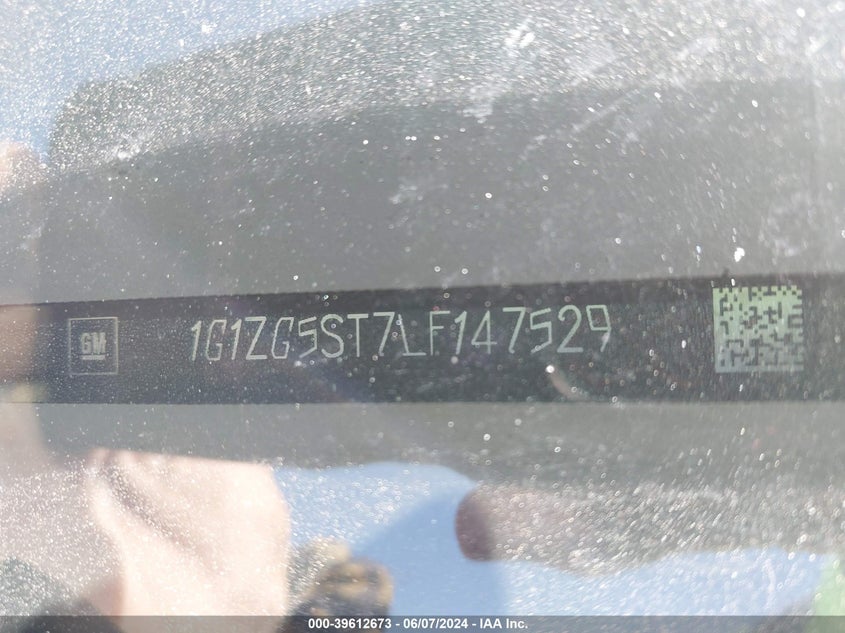 GM
1G1ZG5ST7LF147529
000-39612673 — 06/07/2024 — IAA Inc.